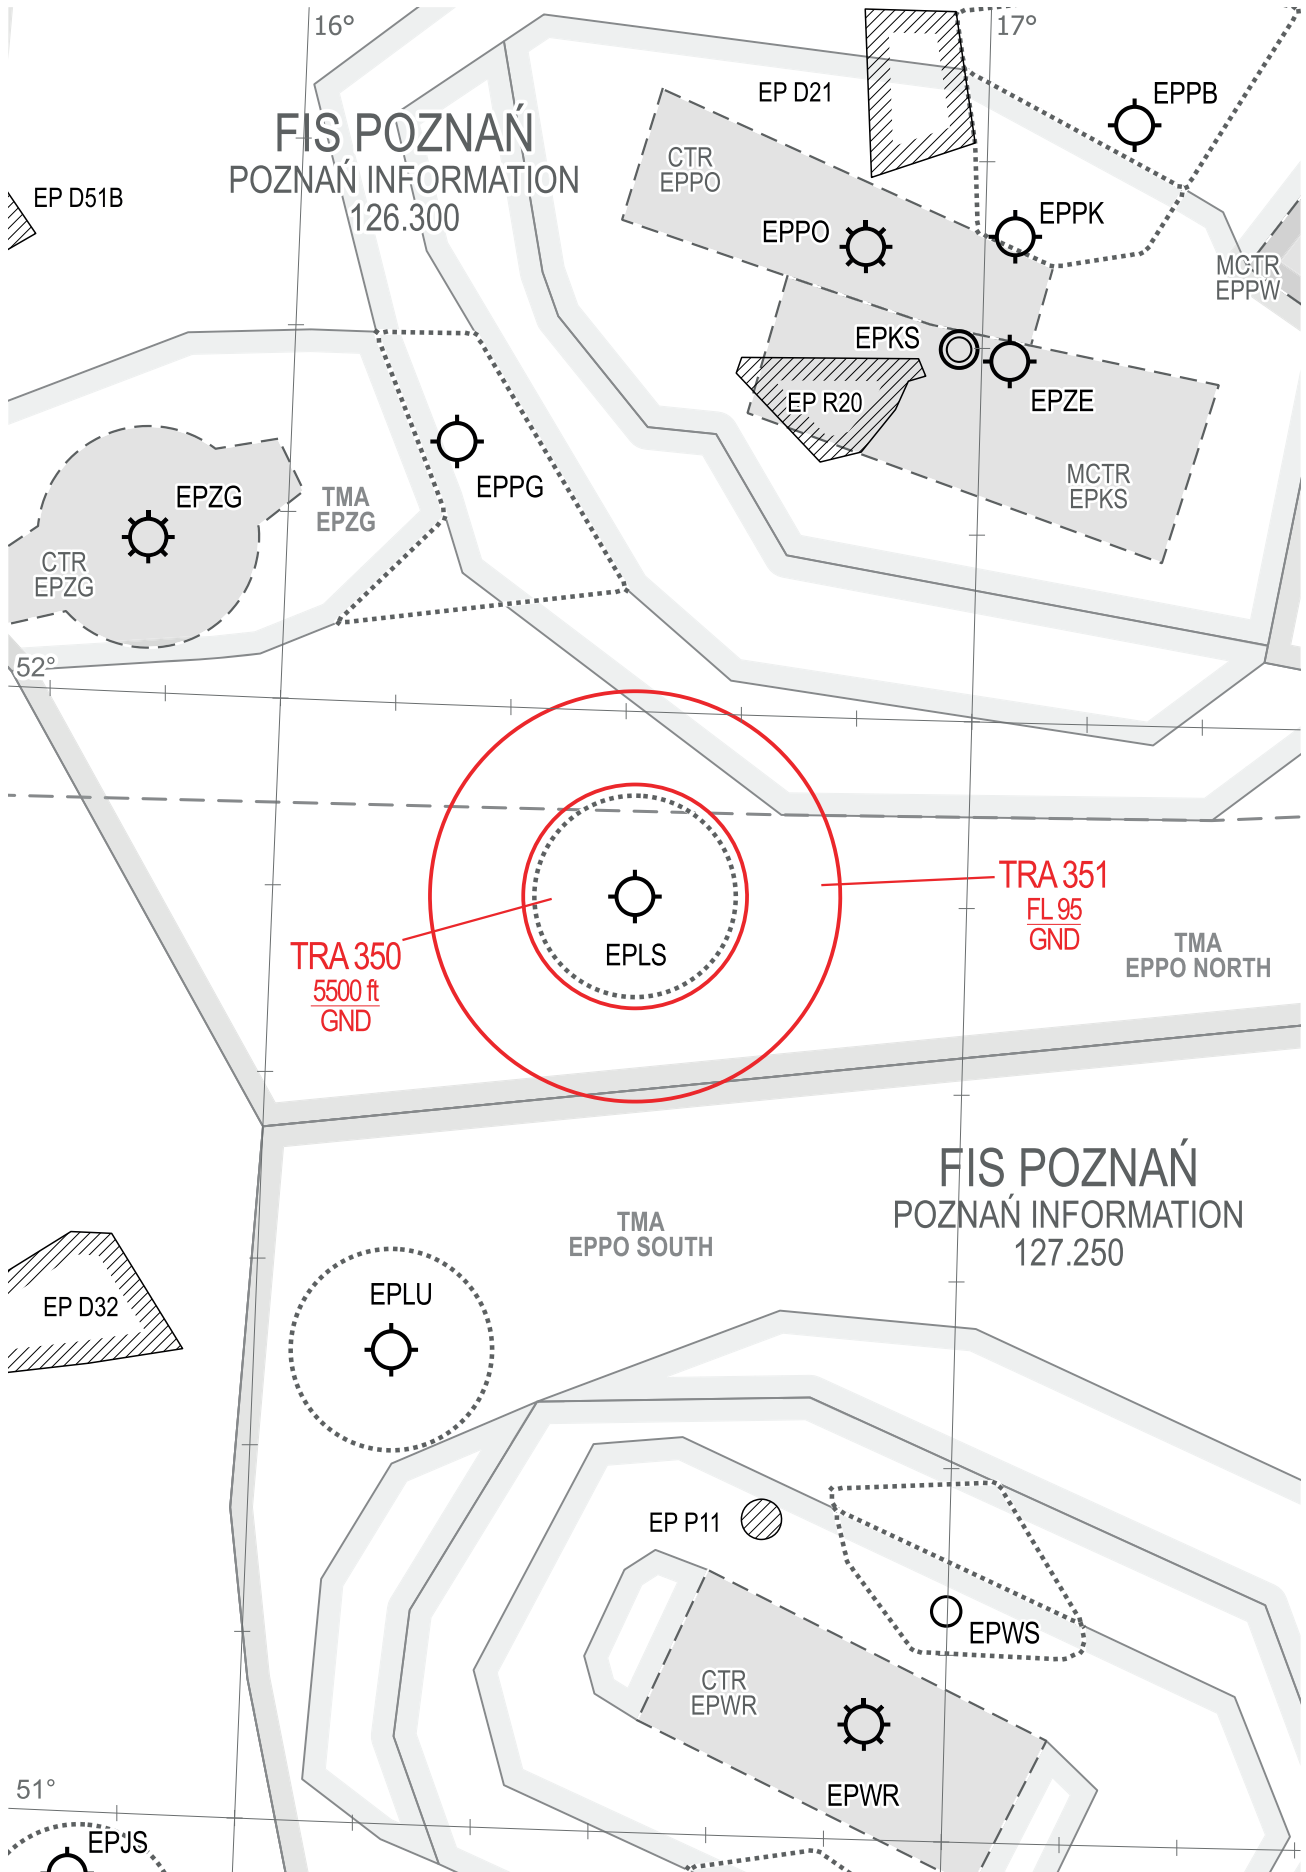 16°
17°
EP D21
EPPB
FIS POZNAŃ
POZNAŃ INFORMATION
126.300
CTR
EPPO
EP D51B
EPPO
EPPK
MCTR
EPPW
EPKS
EPZE
EP R20
EPZG
TMA
EPZG
EPPG
MCTR
EPKS
CTR
EPZG
52°
TRA 351
FL 95
GND
TRA 350
5500 ft
GND
EPLS
TMA
EPPO NORTH
FIS POZNAŃ
POZNAŃ INFORMATION
127.250
TMA
EPPO SOUTH
EP D32
EPLU
EP P11
EPWS
CTR
EPWR
EPWR
51°
EPJS